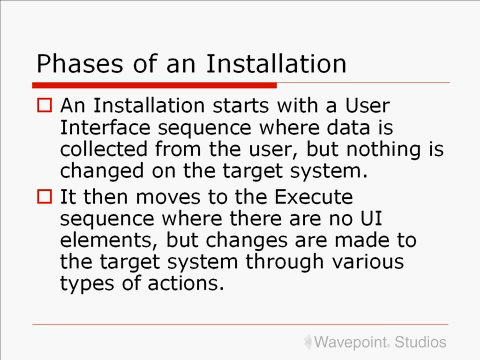 Phases of an Installation
An Installation starts with a User
Interface sequence where data is
collected from the user, but nothing is
changed on the target system.
It then moves to the Execute
sequence where there are no UI
elements, but changes are made to
the target system through various
types of actions.
Wavepoint Studios